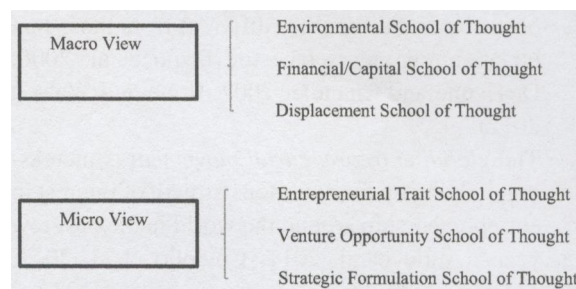 Macro View
Environmental School of Thought
Financial/Capital School of Thought
Displacement School of Thought
Micro View
Entrepreneurial Trait School of Thought
Venture Opportunity School of Thought
Strategic Formulation School of Thought